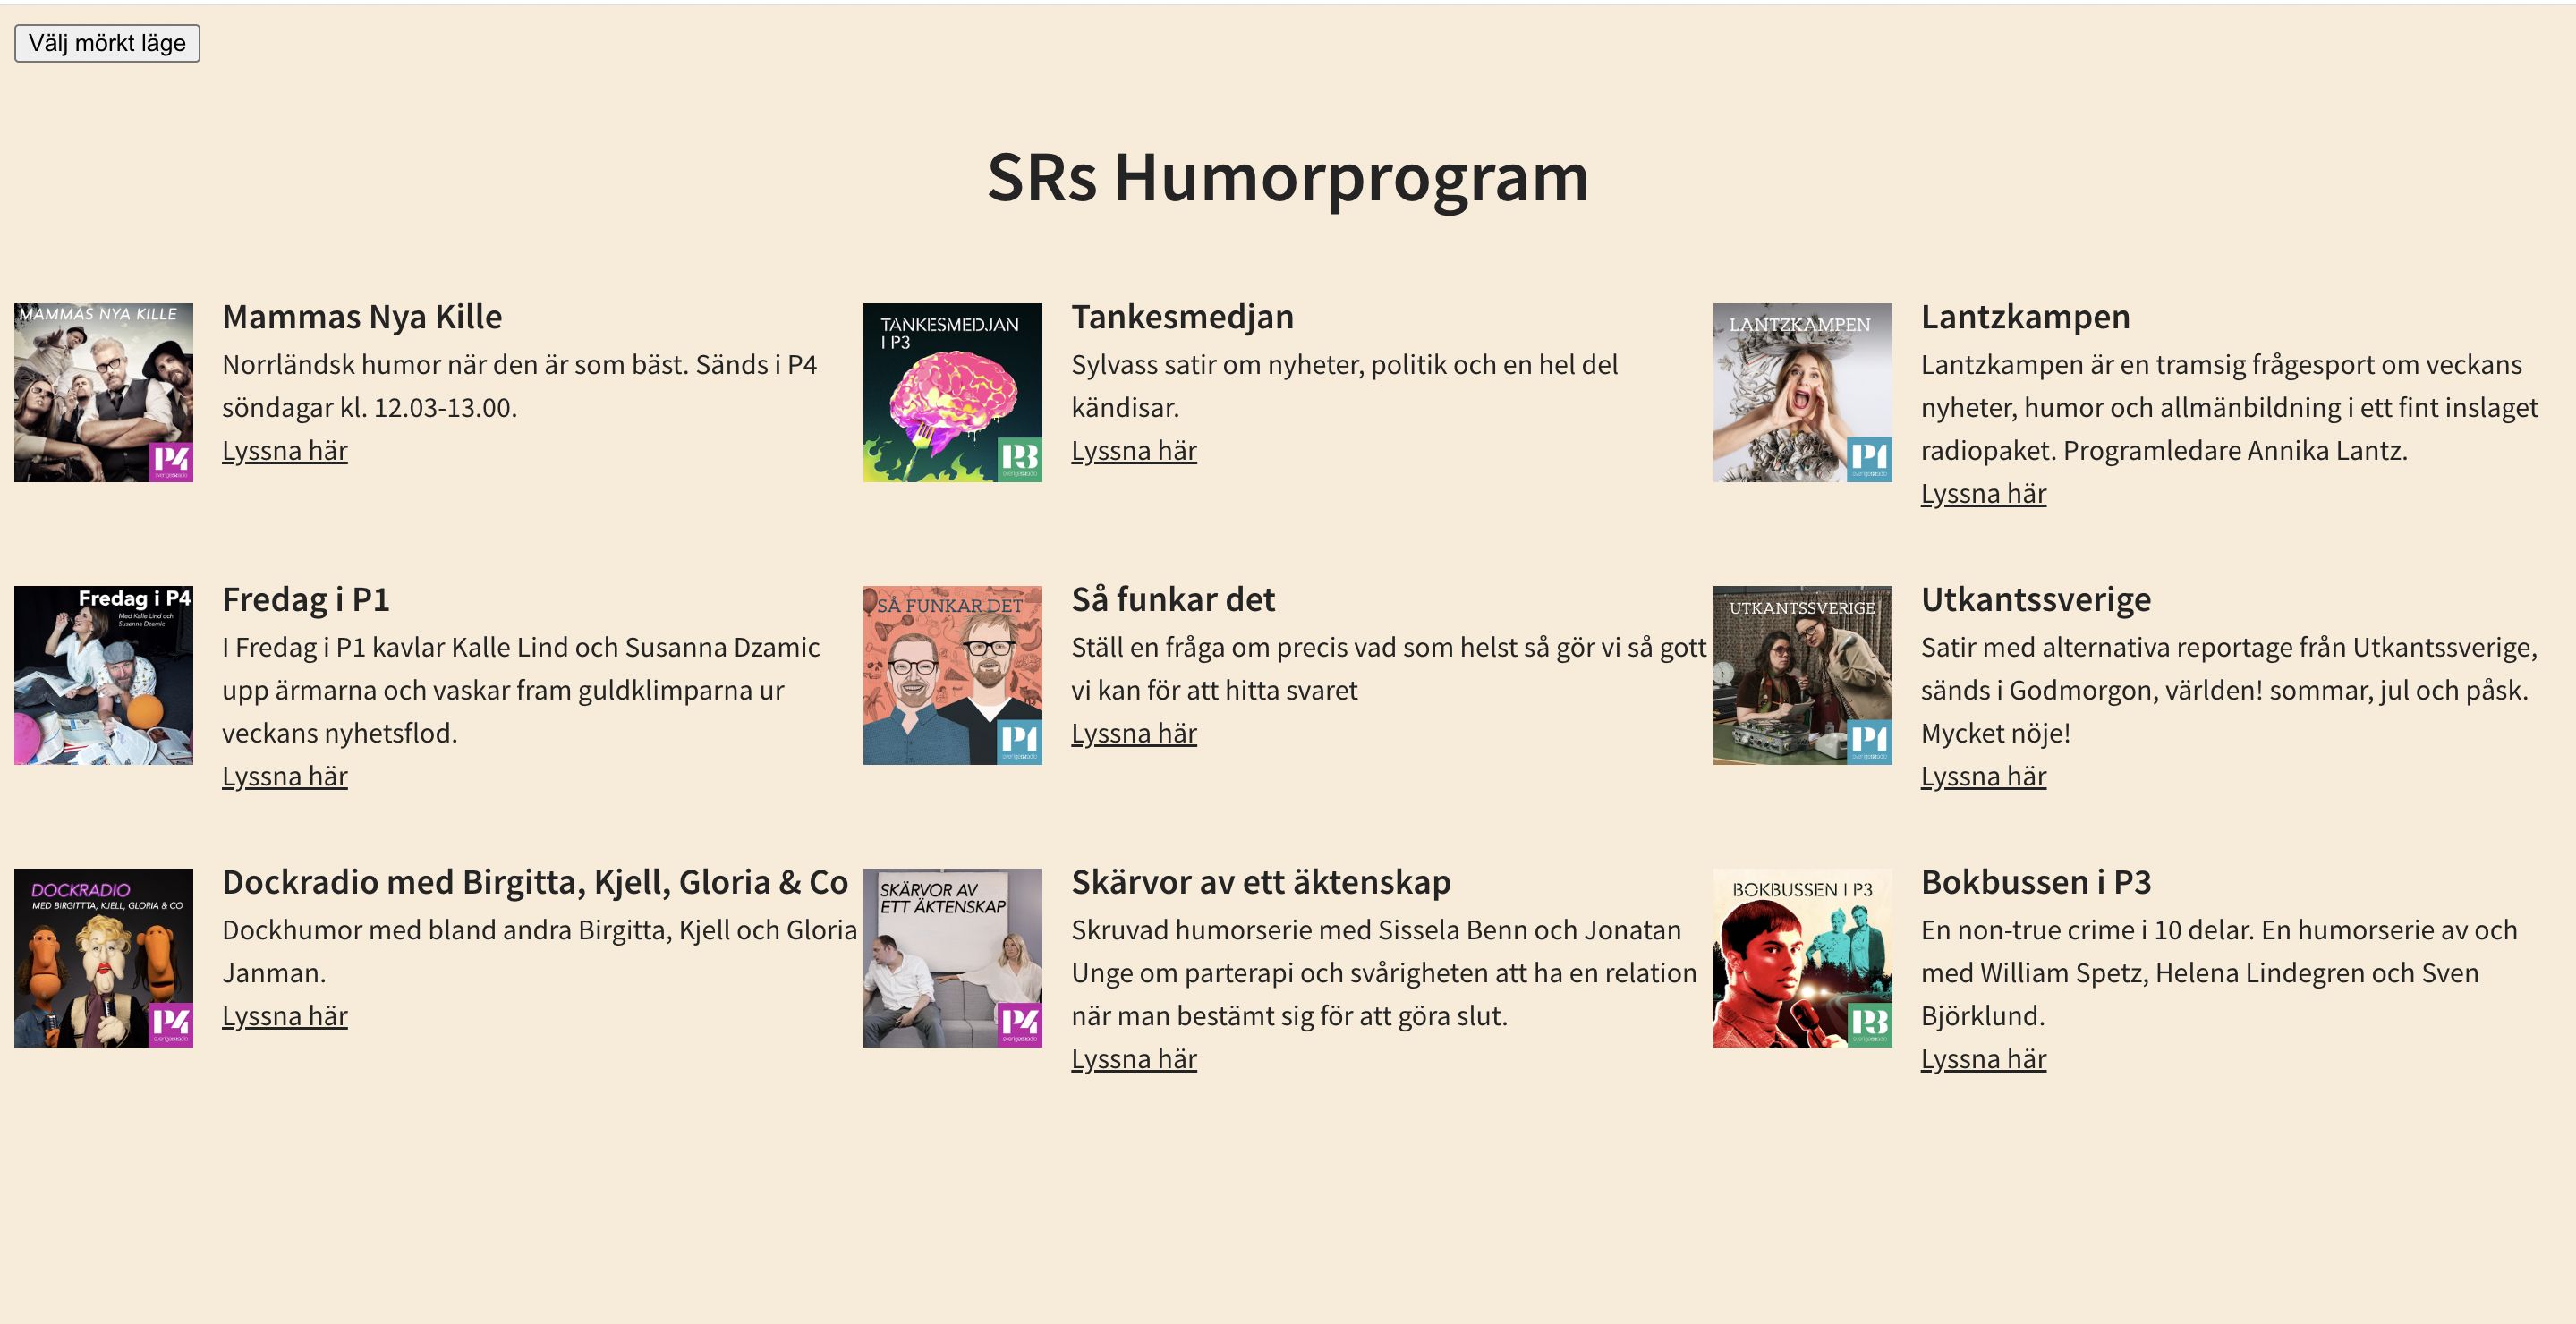 Välj mörkt läge
SRs Humorprogram
MAMMAS NYA KILLE
P4
Mammas Nya Kille
Norrländsk humor när den är som bäst. Sänds i P4
söndagar kl. 12.03-13.00.
Lyssna här
TANKESMEDJAN
I P3
P3
Tankesmedjan
Sylvass satir om nyheter, politik och en hel del
kändisar.
Lyssna här
LANTZKAMPEN
P1
Lantzkampen
Lantzkampen är en tramsig frågesport om veckans
nyheter, humor och allmänbildning i ett fint inslaget
radiopaket. Programledare Annika Lantz.
Lyssna här
Fredag i P4
Med Kalle Lind och
Susanna Dzamic
Fredag i P1
I Fredag i P1 kavlar Kalle Lind och Susanna Dzamic
upp ärmarna och vaskar fram guldklimparna ur
veckans nyhetsflod.
Lyssna här
SÅ FUNKAR DET
P1
Så funkar det
Ställ en fråga om precis vad som helst så gör vi så gott
vi kan för att hitta svaret
Lyssna här
UTKANTSSVERIGE
P1
Utkantssverige
Satir med alternativa reportage från Utkantssverige,
sänds i Godmorgon, världen! sommar, jul och påsk.
Mycket nöje!
Lyssna här
DOCKRADIO
MED BIRGITTTA, KJELL, GLORIA & CO
P4
Dockradio med Birgitta, Kjell, Gloria & Co
Dockhumor med bland andra Birgitta, Kjell och Gloria
Janman.
Lyssna här
SKÄRVOR AV
ETT ÄKTENSKAP
P4
Skärvor av ett äktenskap
Skruvad humorserie med Sissela Benn och Jonatan
Unge om parterapi och svårigheten att ha en relation
när man bestämt sig för att göra slut.
Lyssna här
BOKBUSSEN I P3
P3
Bokbussen i P3
En non-true crime i 10 delar. En humorserie av och
med William Spetz, Helena Lindegren och Sven
Björklund.
Lyssna här